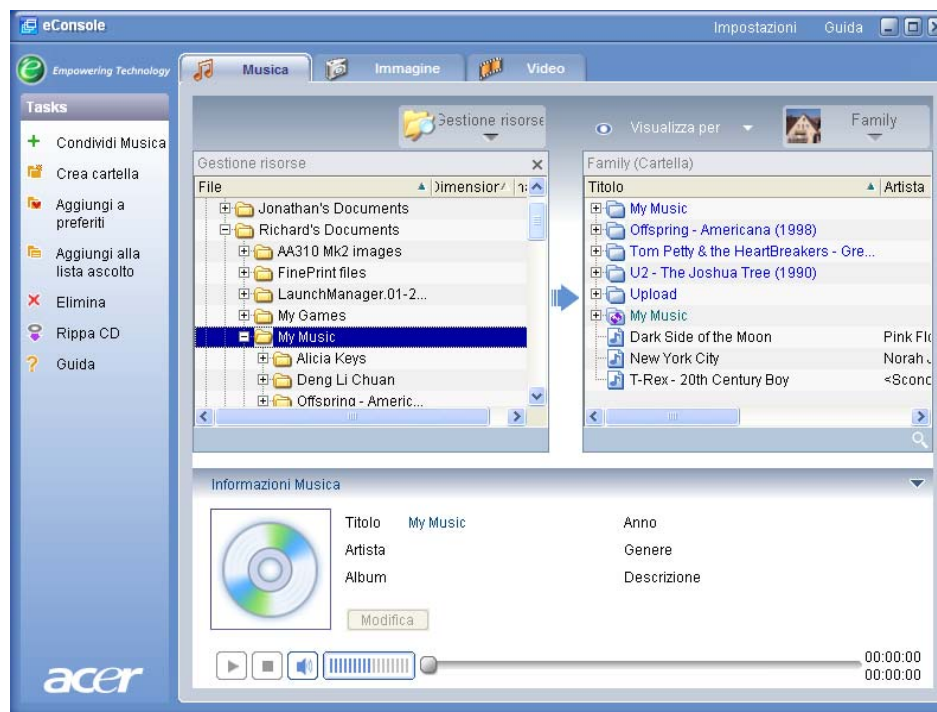 eConsole
Impostazioni Guida
Empowering Technology
Musica Immagine Video
Tasks
Condividi Musica
Crea cartella
Aggiungi a
preferiti
Aggiungi alla
lista ascolto
Elimina
Rippa CD
Guida
Gestione risorse
Visualizza per
Family
Gestione risorse
File
Jonathan's Documents
Richard's Documents
AA310 Mk2 images
FinePrint files
LaunchManager.01-2...
My Games
My Music
Alicia Keys
Deng Li Chuan
Offspring - Americ...
Family (Cartella)
Titolo Artista
My Music
Offspring - Americana (1998)
Tom Petty & the HeartBreakers - Gre...
U2 - The Joshua Tree (1990)
Upload
My Music
Dark Side of the Moon Pink
New York City Norah
T-Rex - 20th Century Boy
Informazioni Musica
Titolo My Music
Artista
Album
Anno
Genere
Descrizione
Modifica
00:00:00
00:00:00
acer